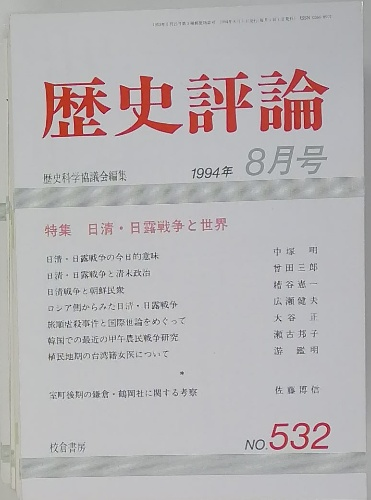 歴史評論
歴史科学協議会編集
1994年 8月号
特集 日清・日露戦争と世界
日清・日露戦争の今日的意味 中塚 明
日清・日露戦争と清末政治 曾田三郎
日清戦争と朝鮮民衆 糟谷憲一
ロシア側からみた日清・日露戦争 広瀬健夫
旅順虐殺事件と国際世論をめぐって 大谷 正
韓国での最近の甲午農民戦争研究 瀬古邦子
植民地期の台湾籍女医について 游 鑑明
*
室町後期の鎌倉・鶴岡社に関する考察 佐藤博信
校倉書房
NO.532